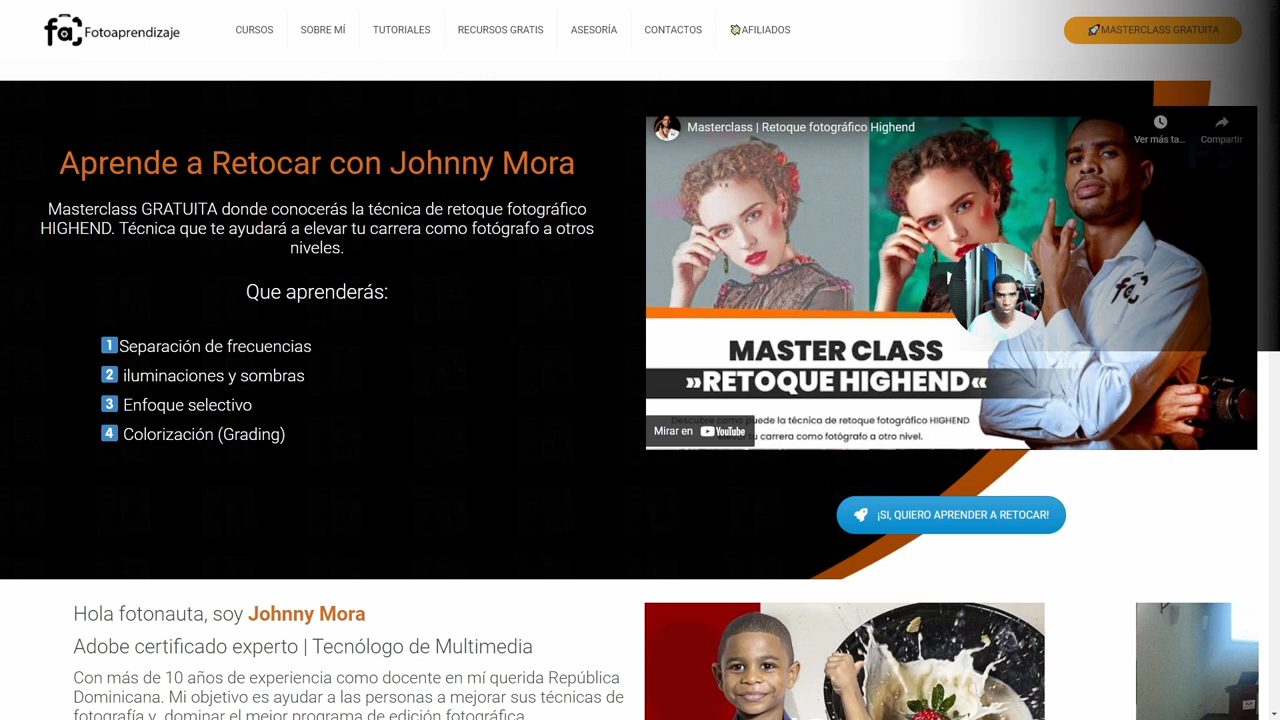 Fotoaprendizaje
CURSOS
SOBRE MÍ
TUTORIALES
RECURSOS GRATIS
ASESORÍA
CONTACTOS
AFILIADOS
MASTERCLASS GRATUITA
Aprende a Retocar con Johnny Mora
Masterclass GRATUITA donde conocerás la técnica de retoque fotográfico
HIGHEND. Técnica que te ayudará a elevar tu carrera como fotógrafo a otros
niveles.
Que aprenderás:
1 Separación de frecuencias
2 iluminaciones y sombras
3 Enfoque selectivo
4 Colorización (Grading)
Masterclass | Retoque fotográfico Highend
Ver más ta...
Compartir
MASTER CLASS
»RETOQUE HIGHEND«
Descubre como puede la técnica de retoque fotográfico HIGHEND
elevar tu carrera como fotógrafo a otro nivel.
Mirar en YouTube
¡SI, QUIERO APRENDER A RETOCAR!
Hola fotonauta, soy Johnny Mora
Adobe certificado experto | Tecnólogo de Multimedia
Con más de 10 años de experiencia como docente en mí querida República
Dominicana. Mi objetivo es ayudar a las personas a mejorar sus técnicas de
fotografía y dominar el mejor programa de edición fotográfica